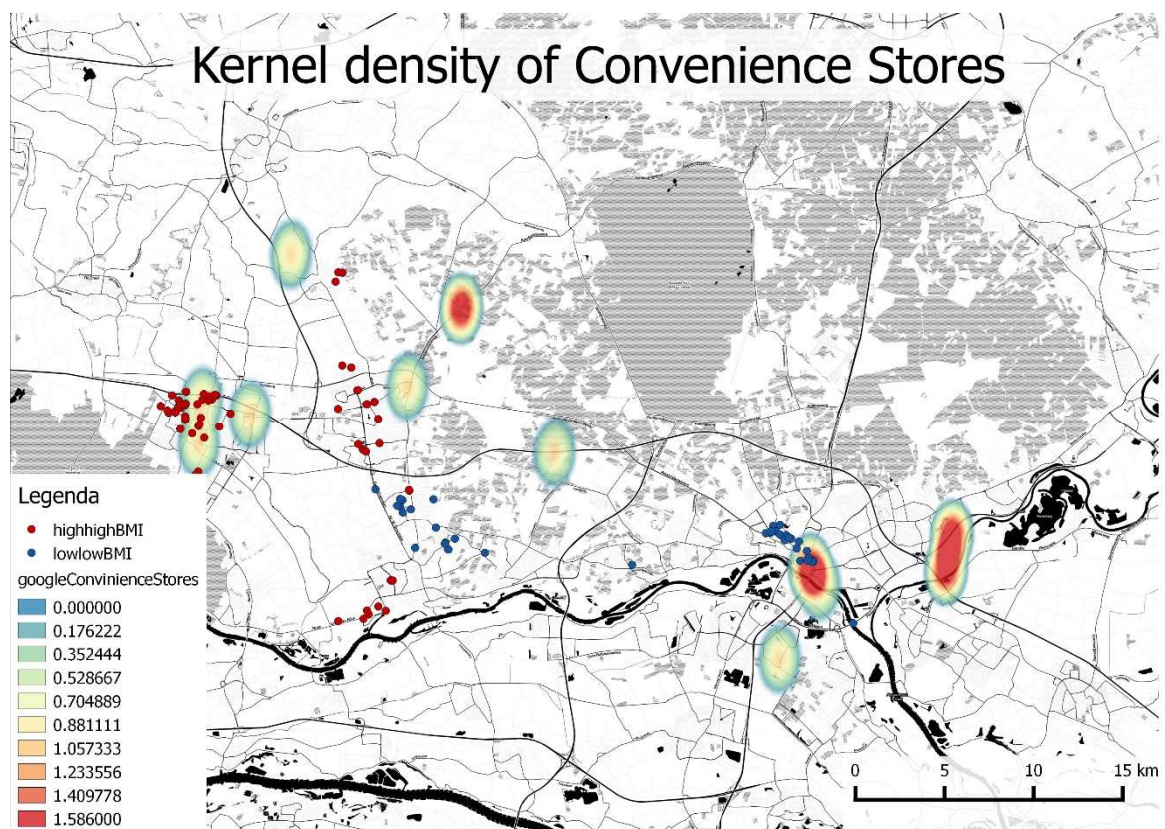 Kernel density of Convenience Stores
Legenda
highhighBMI
lowlowBMI
googleConvinienceStores
0.000000
0.176222
0.352444
0.528667
0.704889
0.881111
1.057333
1.233556
1.409778
1.586000
0 5 10 15 km